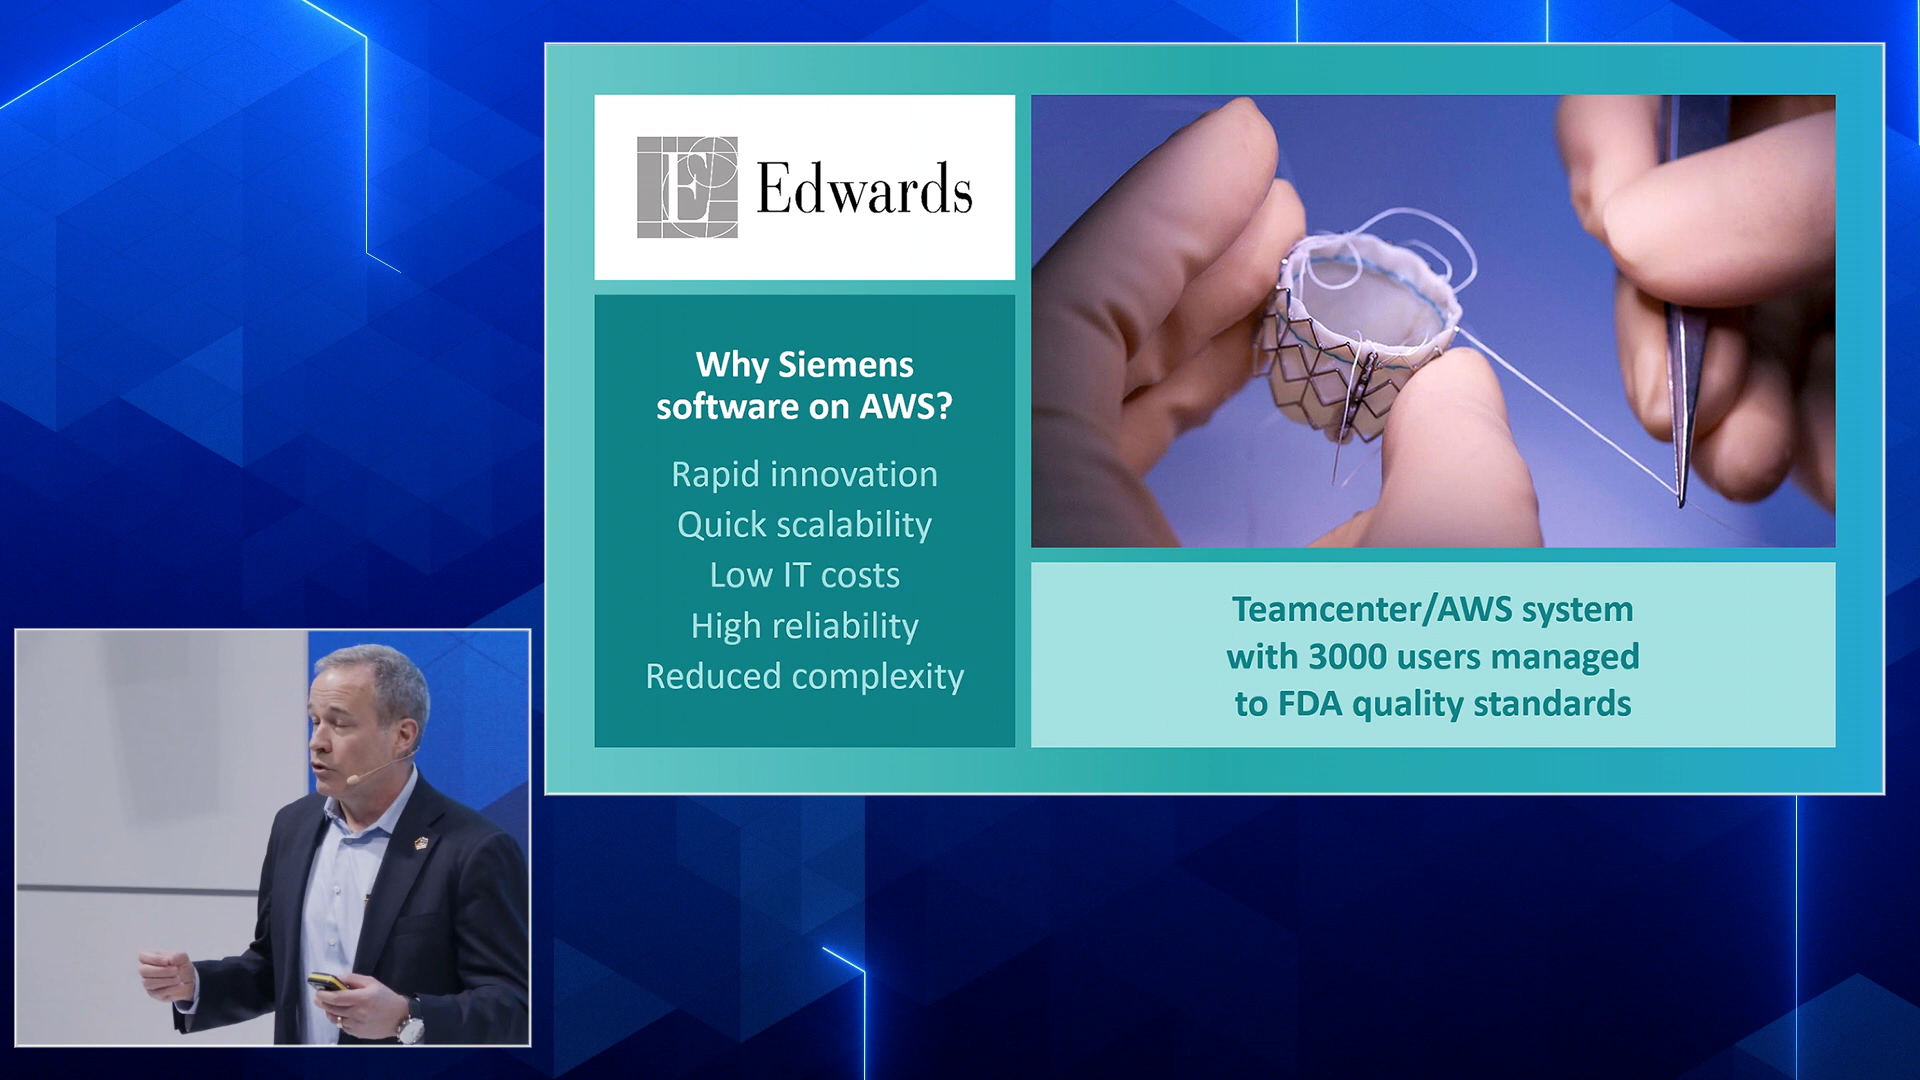 E Edwards
Why Siemens
software on AWS?
Rapid innovation
Quick scalability
Low IT costs
High reliability
Reduced complexity
Teamcenter/AWS system
with 3000 users managed
to FDA quality standards